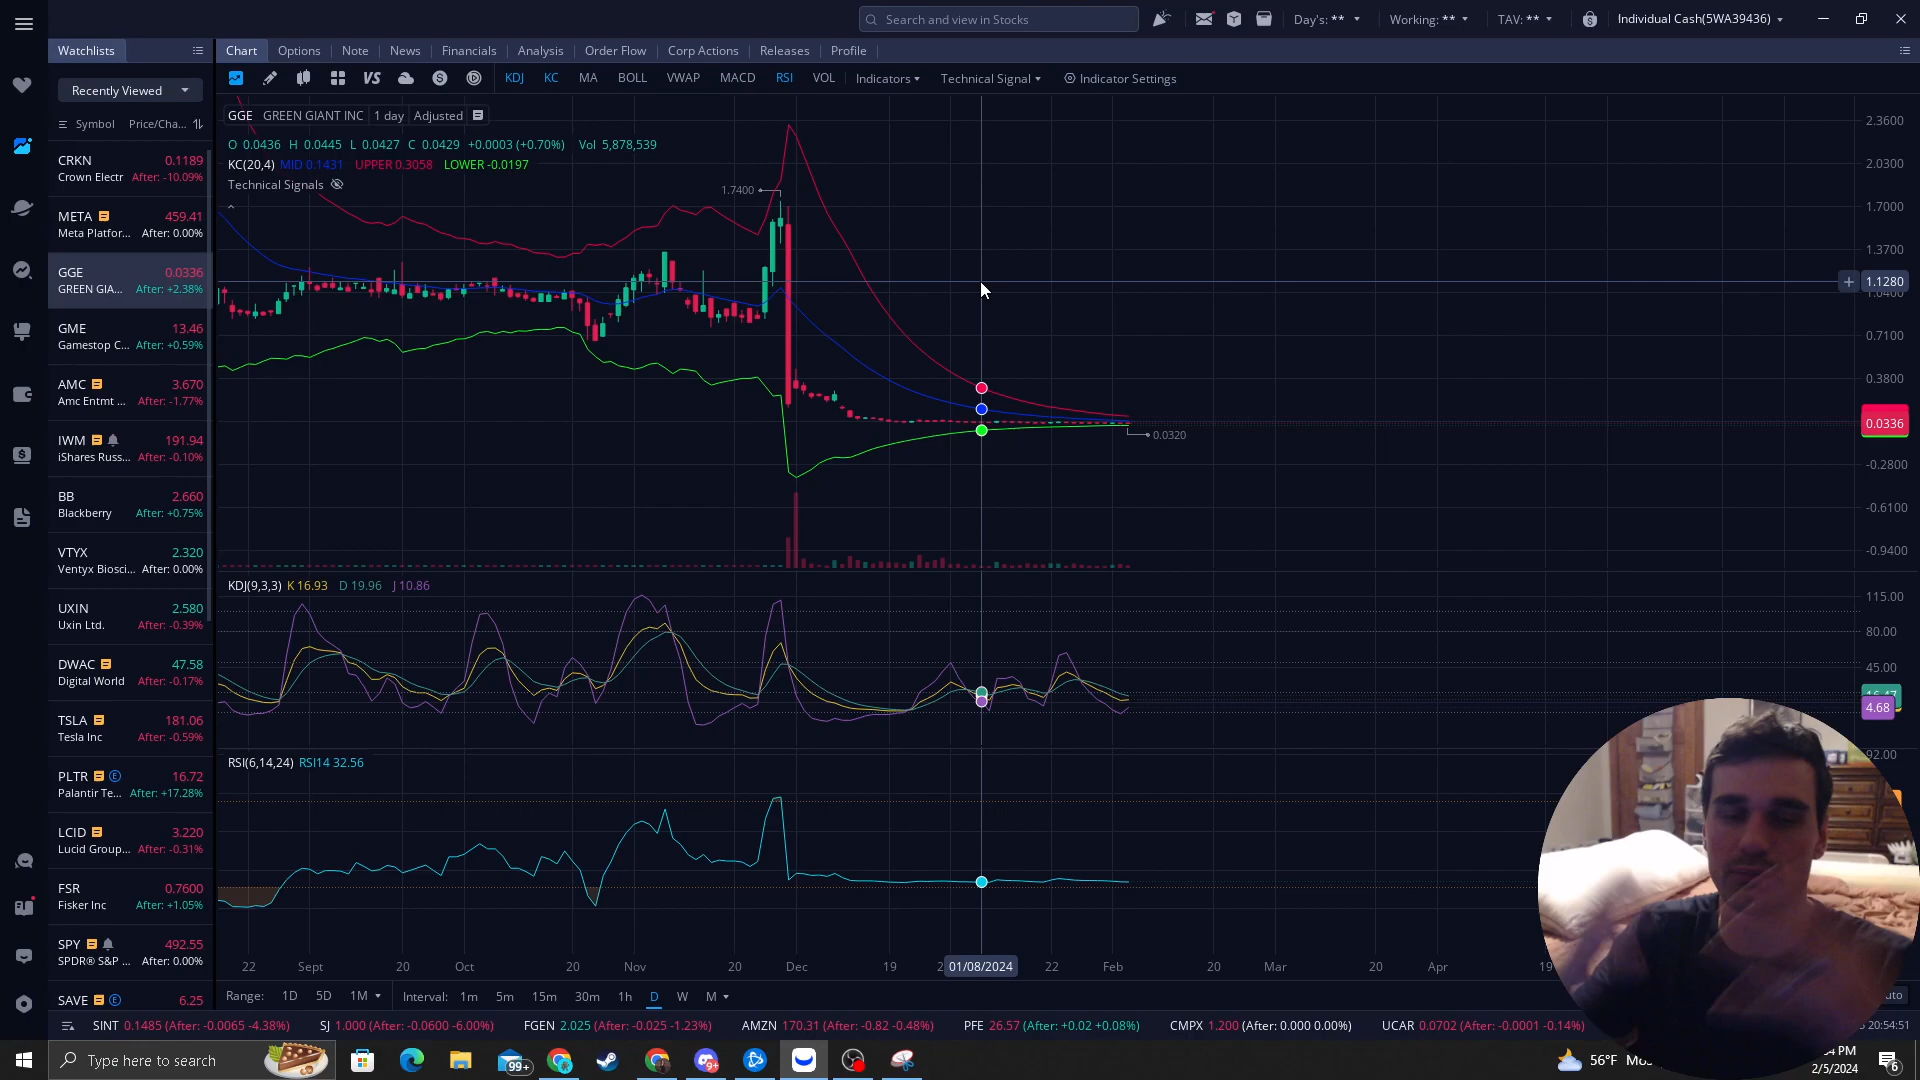 Search and view in Stocks
Day's: **
Working: **
TAV: **
Individual Cash(5WA39436)
Watchlists
Chart Options Note News Financials Analysis Order Flow Corp Actions Releases Profile
Recently Viewed
VS KDJ KC MA BOLL VWAP MACD RSI VOL Indicators Technical Signal Indicator Settings
Symbol Price/Cha...
GGE GREEN GIANT INC 1 day Adjusted
O 0.0436 H 0.0445 L 0.0427 C 0.0429 +0.0003 (+0.70%) Vol 5,878,539
KC(20,4) MID 0.1431 UPPER 0.3058 LOWER -0.0197
Technical Signals
CRKN 0.1189
Crown Electr After: -10.09%
META 459.41
Meta Platfor... After: 0.00%
GGE 0.0336
GREEN GIA... After: +2.38%
GME 13.46
Gamestop C... After: +0.59%
AMC 3.670
Amc Entmt ... After: -1.77%
IWM 191.94
iShares Russ... After: -0.10%
BB 2.660
Blackberry After: +0.75%
VTYX 2.320
Ventyx Biosci... After: 0.00%
UXIN 2.580
Uxin Ltd. After: -0.39%
DWAC 47.58
Digital World After: -0.17%
TSLA 181.06
Tesla Inc After: -0.59%
PLTR E 16.72
Palantir Te... After: +17.28%
LCID 3.220
Lucid Group... After: -0.31%
FSR 0.7600
Fisker Inc After: +1.05%
SPY 492.55
SPDR® S&P ... After: 0.00%
SAVE E 6.25
1.7400
0.0320
2.3600
2.0300
1.7000
1.3700
1.1280
1.0400
0.7100
0.3800
0.0336
-0.2800
-0.6100
-0.9400
KDJ(9,3,3) K 16.93 D 19.96 J 10.86
115.00
80.00
45.00
4.68
RSI(6,14,24) RSI14 32.56
92.00
22 Sept 20 Oct 20 Nov 20 Dec 19 01/08/2024 22 Feb 20 Mar 20 Apr 19
Range: 1D 5D 1M Interval: 1m 5m 15m 30m 1h D W M
SINT 0.1485 (After: -0.0065 -4.38%) SJ 1.000 (After: -0.0600 -6.00%) FGEN 2.025 (After: -0.025 -1.23%) AMZN 170.31 (After: -0.82 -0.48%) PFE 26.57 (After: +0.02 +0.08%) CMPX 1.200 (After: 0.000 0.00%) UCAR 0.0702 (After: -0.0001 -0.14%)
20:54:51
Type here to search
99+
9+
56°F
PM
2/5/2024
6